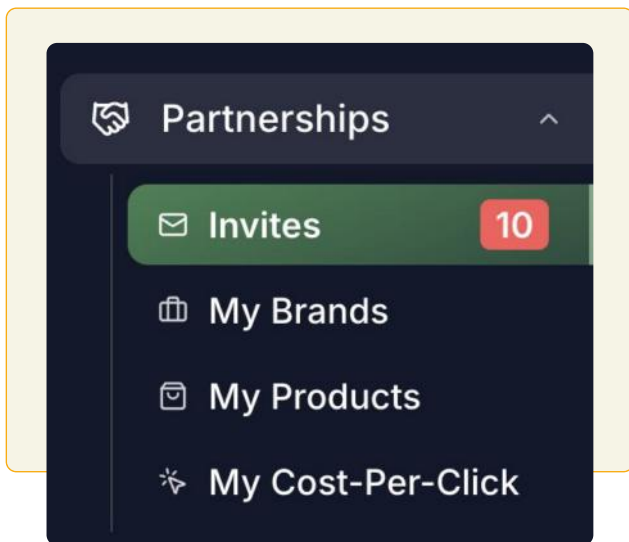 Partnerships
Invites 10
My Brands
My Products
My Cost-Per-Click